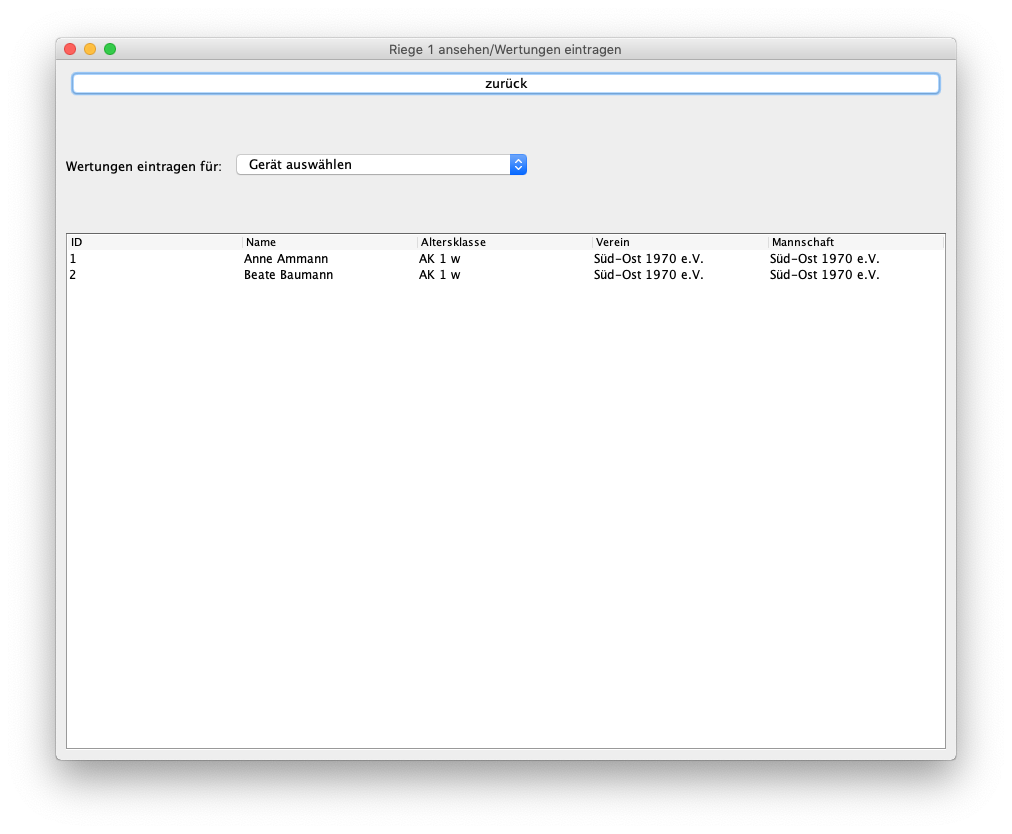 Riege 1 ansehen/Wertungen eintragen
zurück
Wertungen eintragen für: Gerät auswählen
ID Name Altersklasse Verein Mannschaft
1 Anne Ammann AK 1 w Süd-Ost 1970 e.V. Süd-Ost 1970 e.V.
2 Beate Baumann AK 1 w Süd-Ost 1970 e.V. Süd-Ost 1970 e.V.